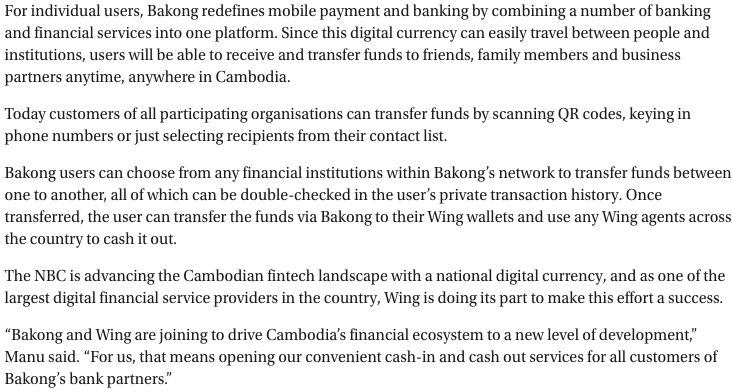 For individual users, Bakong redefines mobile payment and banking by combining a number of banking
and financial services into one platform. Since this digital currency can easily travel between people and
institutions, users will be able to receive and transfer funds to friends, family members and business
partners anytime, anywhere in Cambodia.
Today customers of all participating organisations can transfer funds by scanning QR codes, keying in
phone numbers or just selecting recipients from their contact list.
Bakong users can choose from any financial institutions within Bakong’s network to transfer funds between
one to another, all of which can be double-checked in the user’s private transaction history. Once
transferred, the user can transfer the funds via Bakong to their Wing wallets and use any Wing agents across
the country to cash it out.
The NBC is advancing the Cambodian fintech landscape with a national digital currency, and as one of the
largest digital financial service providers in the country, Wing is doing its part to make this effort a success.
“Bakong and Wing are joining to drive Cambodia’s financial ecosystem to a new level of development,”
Manu said. “For us, that means opening our convenient cash-in and cash out services for all customers of
Bakong’s bank partners.”